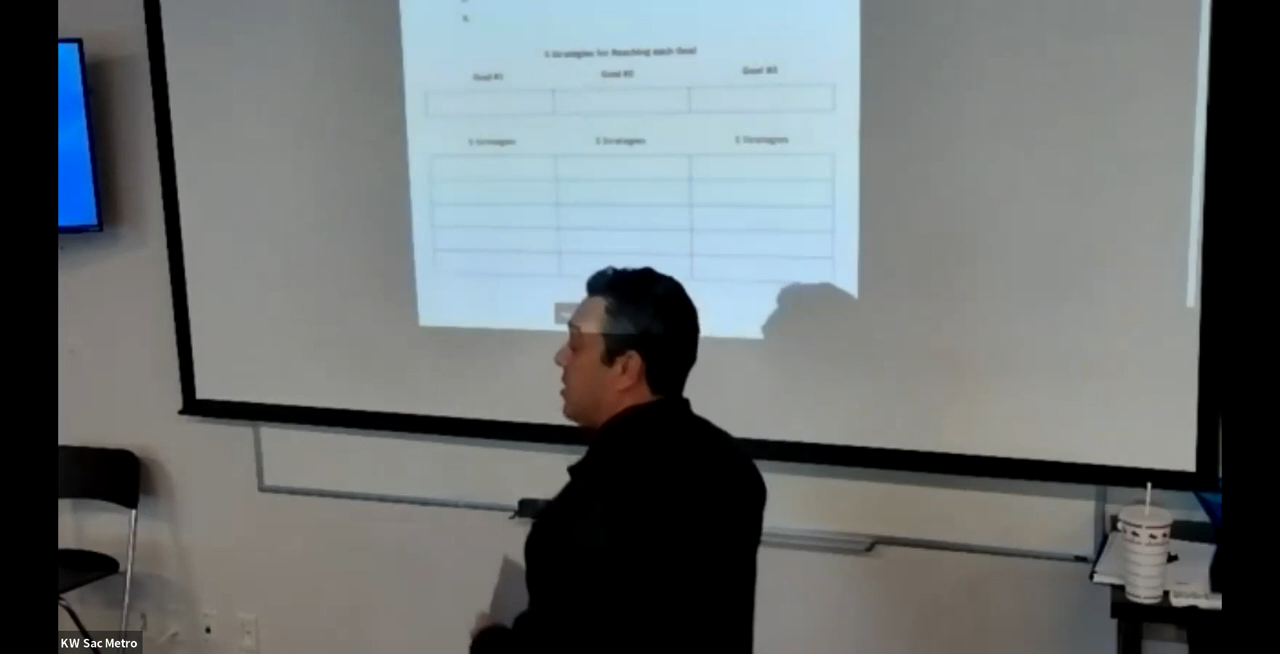 3.
5 Strategies for Reaching each Goal
Goal #1 Goal #2 Goal #3
5 Strategies 5 Strategies 5 Strategies
KW Sac Metro